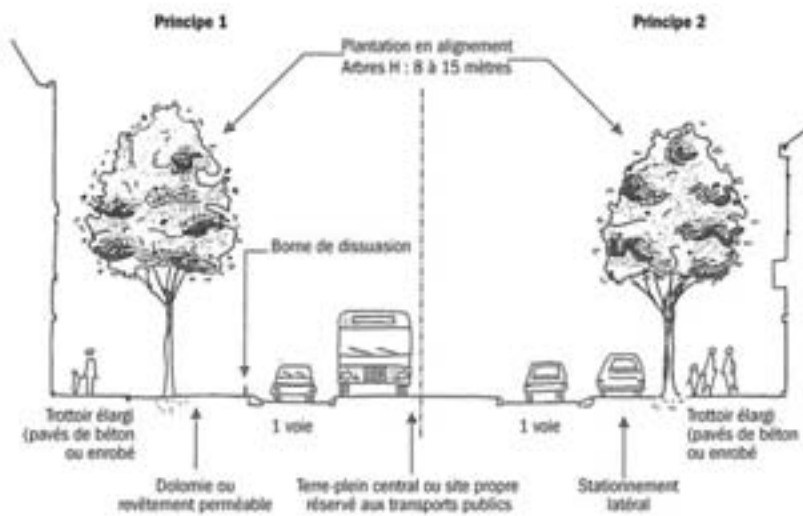 Principe 1
Principe 2
Plantation en alignement
Arbres H : 8 à 15 mètres
Borne de dissuasion
Trottoir élargi
(pavés de béton
ou enrobé
1 voie
1 voie
Trottoir élargi
(pavés de béton
ou enrobé
Dolomie ou
revêtement perméable
Terre-plein central ou site propre
réservé aux transports publics
Stationnement
latéral